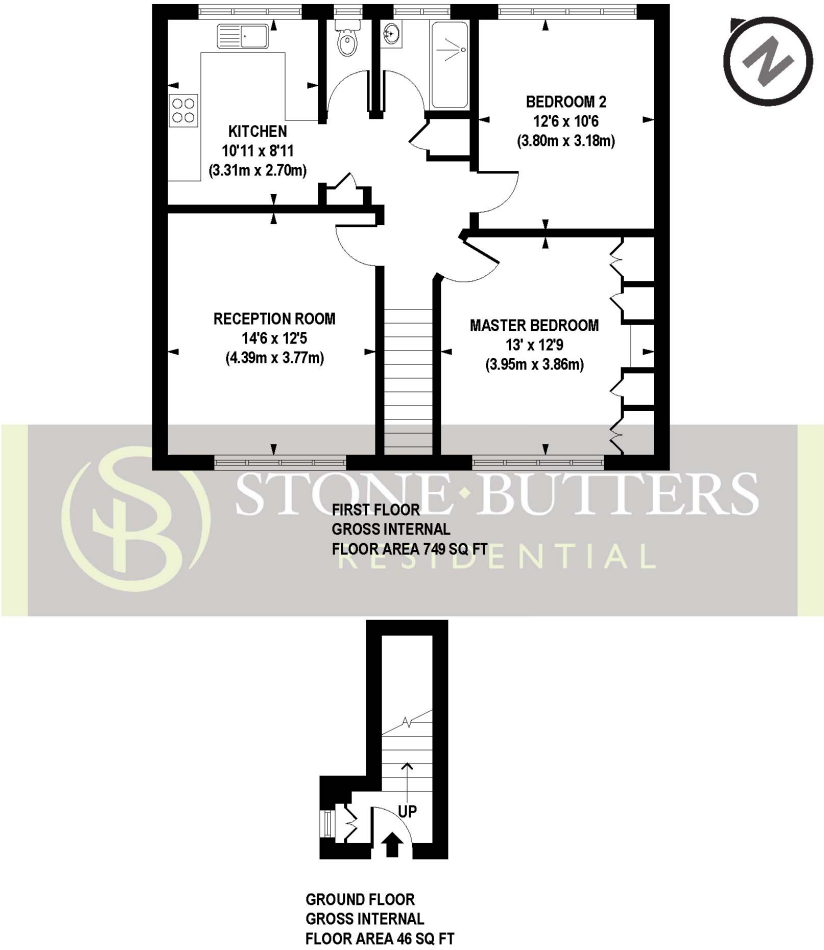 N
KITCHEN
10'11 x 8'11
(3.31m x 2.70m)
BEDROOM 2
12'6 x 10'6
(3.80m x 3.18m)
RECEPTION ROOM
14'6 x 12'5
(4.39m x 3.77m)
MASTER BEDROOM
13' x 12'9
(3.95m x 3.86m)
SB
STONE·BUTTERS
RESIDENTIAL
FIRST FLOOR
GROSS INTERNAL
FLOOR AREA 749 SQ FT
UP
GROUND FLOOR
GROSS INTERNAL
FLOOR AREA 46 SQ FT